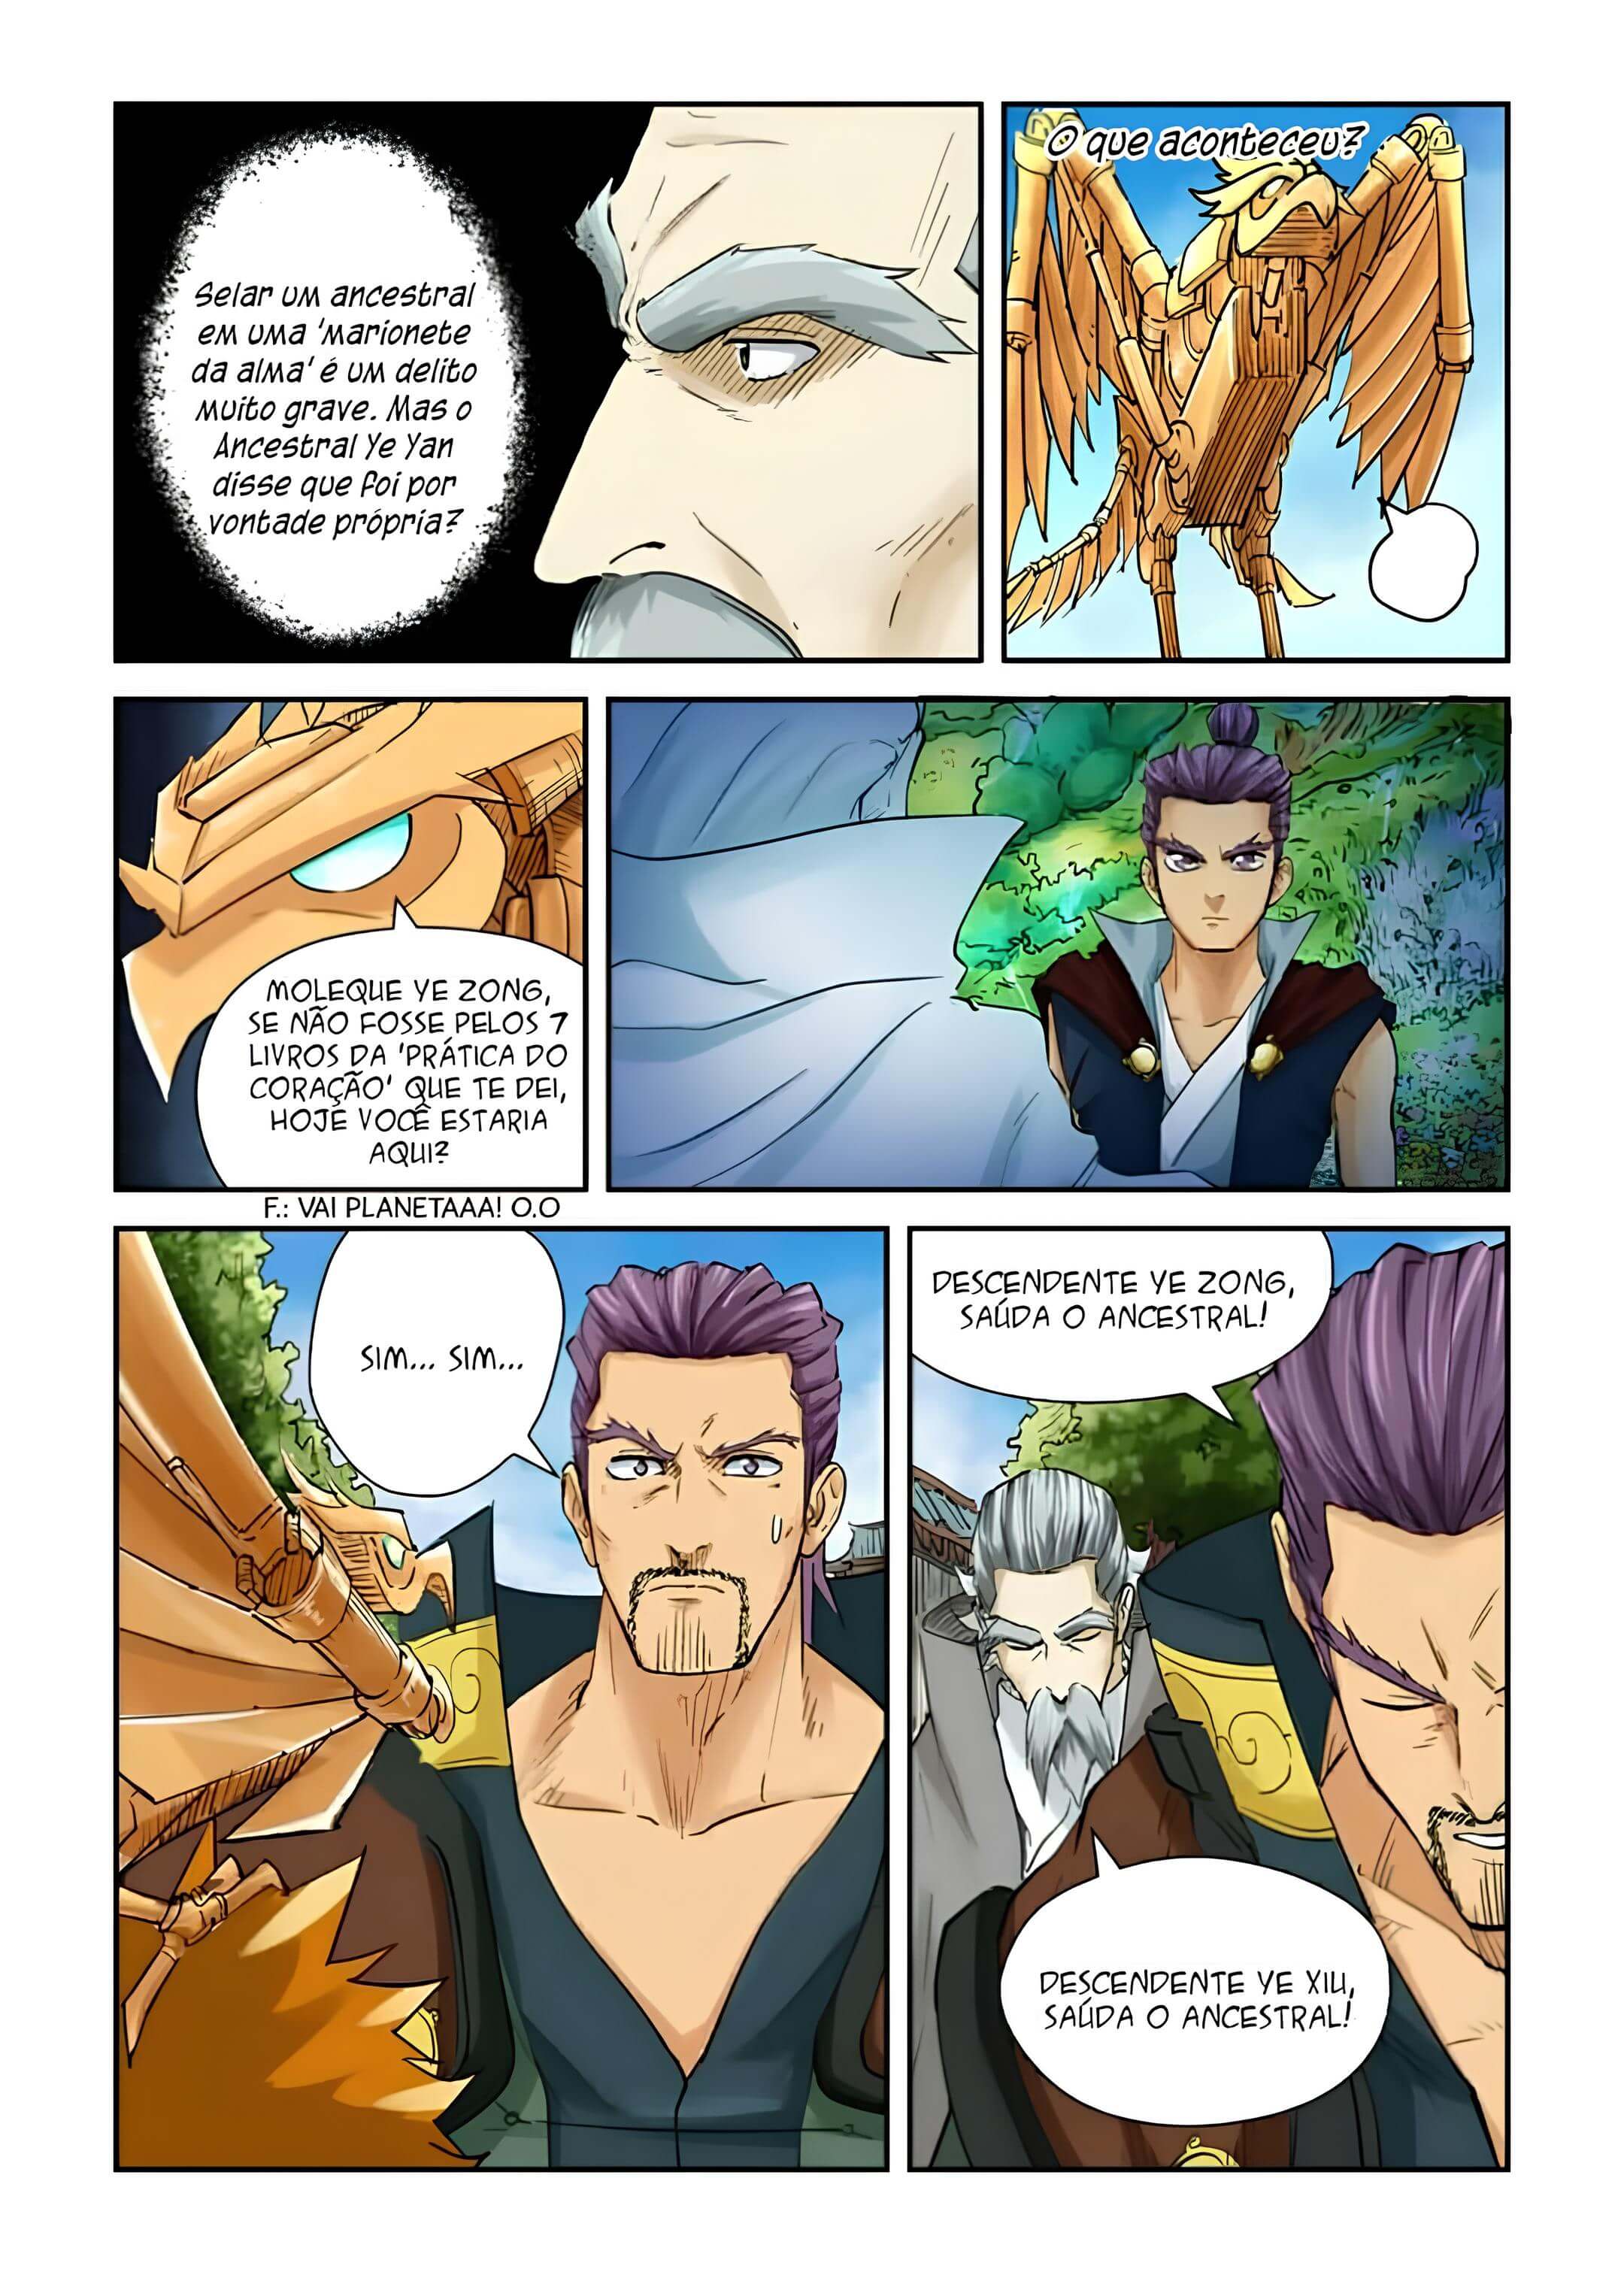 Selar um ancestral
em uma 'marionete
da alma' é um delito
muito grave. Mas o
Ancestral Ye Yan
disse que foi por
vontade própria?
O que aconteceu?
MOLEQUE YE ZONG,
SE NÃO FOSSE PELOS 7
LIVROS DA 'PRÁTICA DO
CORAÇÃO' QUE TE DEI,
HOJE VOCÊ ESTARIA
AQUI?
F.: VAI PLANETAAA! O.O
SIM... SIM...
DESCENDENTE YE ZONG,
SAÚDA O ANCESTRAL!
DESCENDENTE YE XIU,
SAÚDA O ANCESTRAL!